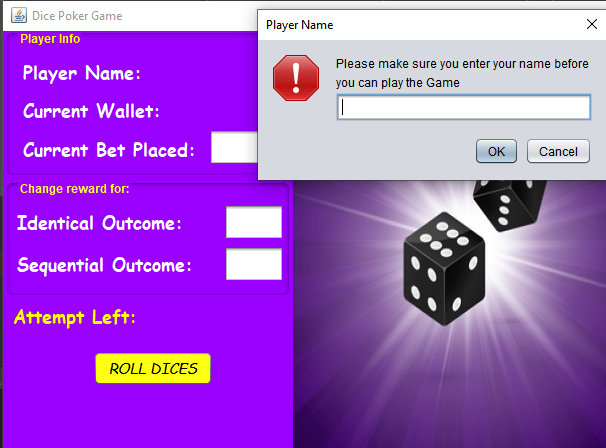 Dice Poker Game
Player Info
Player Name:
Current Wallet:
Current Bet Placed:
Change reward for:
Identical Outcome:
Sequential Outcome:
Attempt Left:
ROLL DICES
Player Name
Please make sure you enter your name before
you can play the Game
OK
Cancel